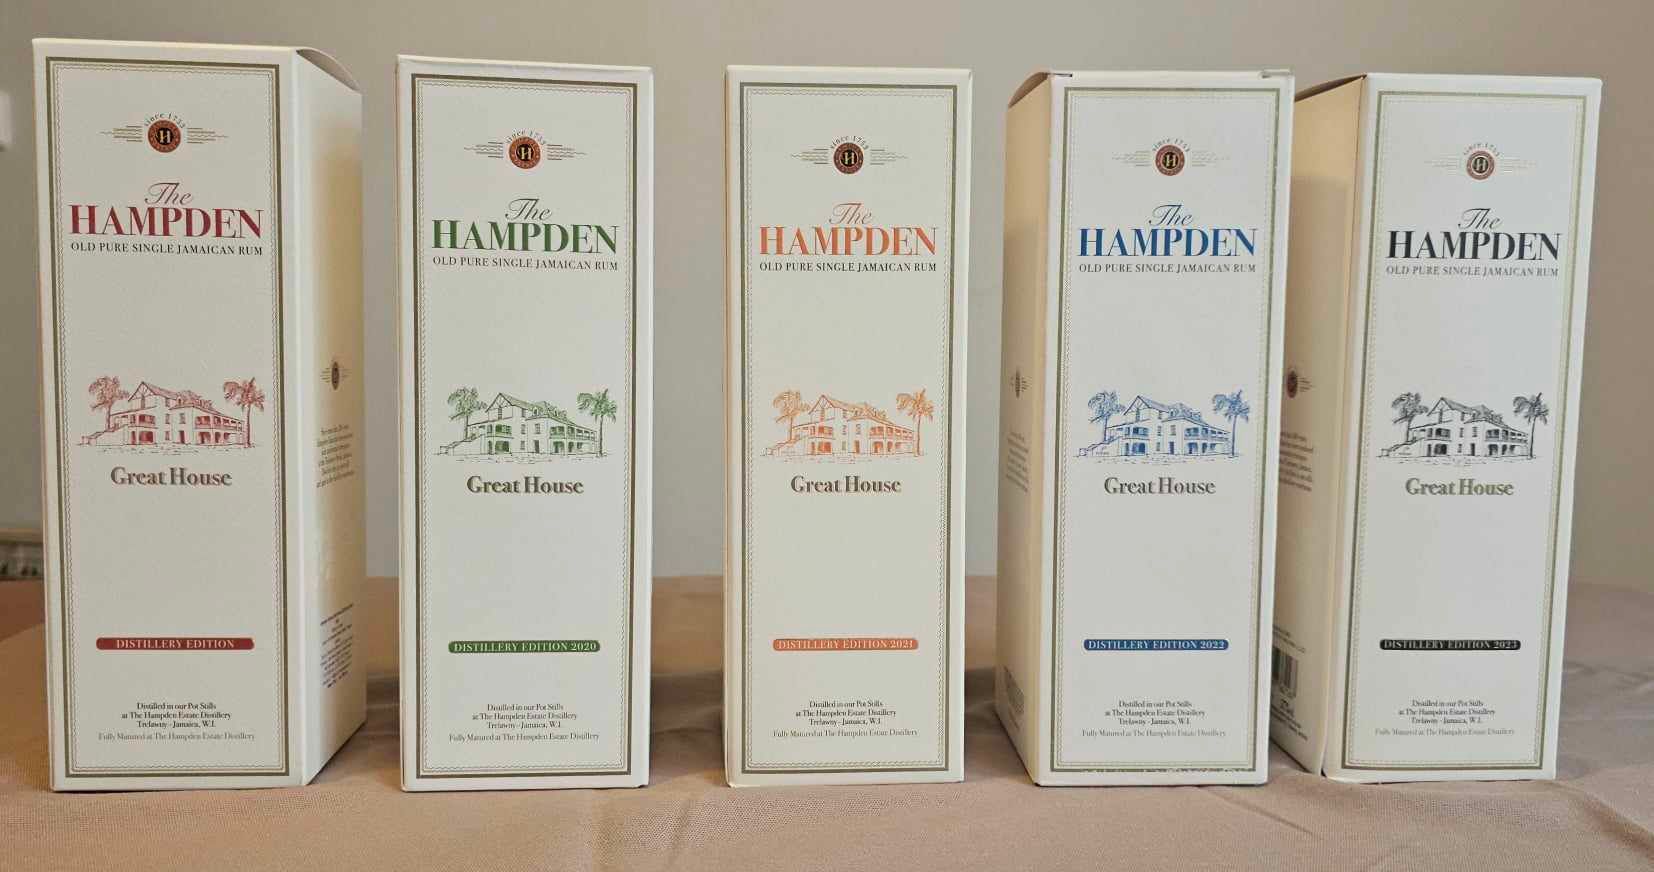 since 1753
H
The
HAMPDEN
OLD PURE SINGLE JAMAICAN RUM
Great House
DISTILLERY EDITION
Distilled in our Pot Stills
at The Hampden Estate Distillery
Trelawny - Jamaica, W.I.
Fully Matured at The Hampden Estate Distillery
since 1753
H
The
HAMPDEN
OLD PURE SINGLE JAMAICAN RUM
Great House
DISTILLERY EDITION 2020
Distilled in our Pot Stills
at The Hampden Estate Distillery
Trelawny - Jamaica, W.I.
Fully Matured at The Hampden Estate Distillery
since 1753
H
The
HAMPDEN
OLD PURE SINGLE JAMAICAN RUM
Great House
DISTILLERY EDITION 2021
Distilled in our Pot Stills
at The Hampden Estate Distillery
Trelawny - Jamaica, W.I.
Fully Matured at The Hampden Estate Distillery
since 1753
H
The
HAMPDEN
OLD PURE SINGLE JAMAICAN RUM
Great House
DISTILLERY EDITION 2022
Distilled in our Pot Stills
at The Hampden Estate Distillery
Trelawny - Jamaica, W.I.
Fully Matured at The Hampden Estate Distillery
since 1753
H
The
HAMPDEN
OLD PURE SINGLE JAMAICAN RUM
Great House
DISTILLERY EDITION 2023
Distilled in our Pot Stills
at The Hampden Estate Distillery
Trelawny - Jamaica, W.I.
Fully Matured at The Hampden Estate Distillery